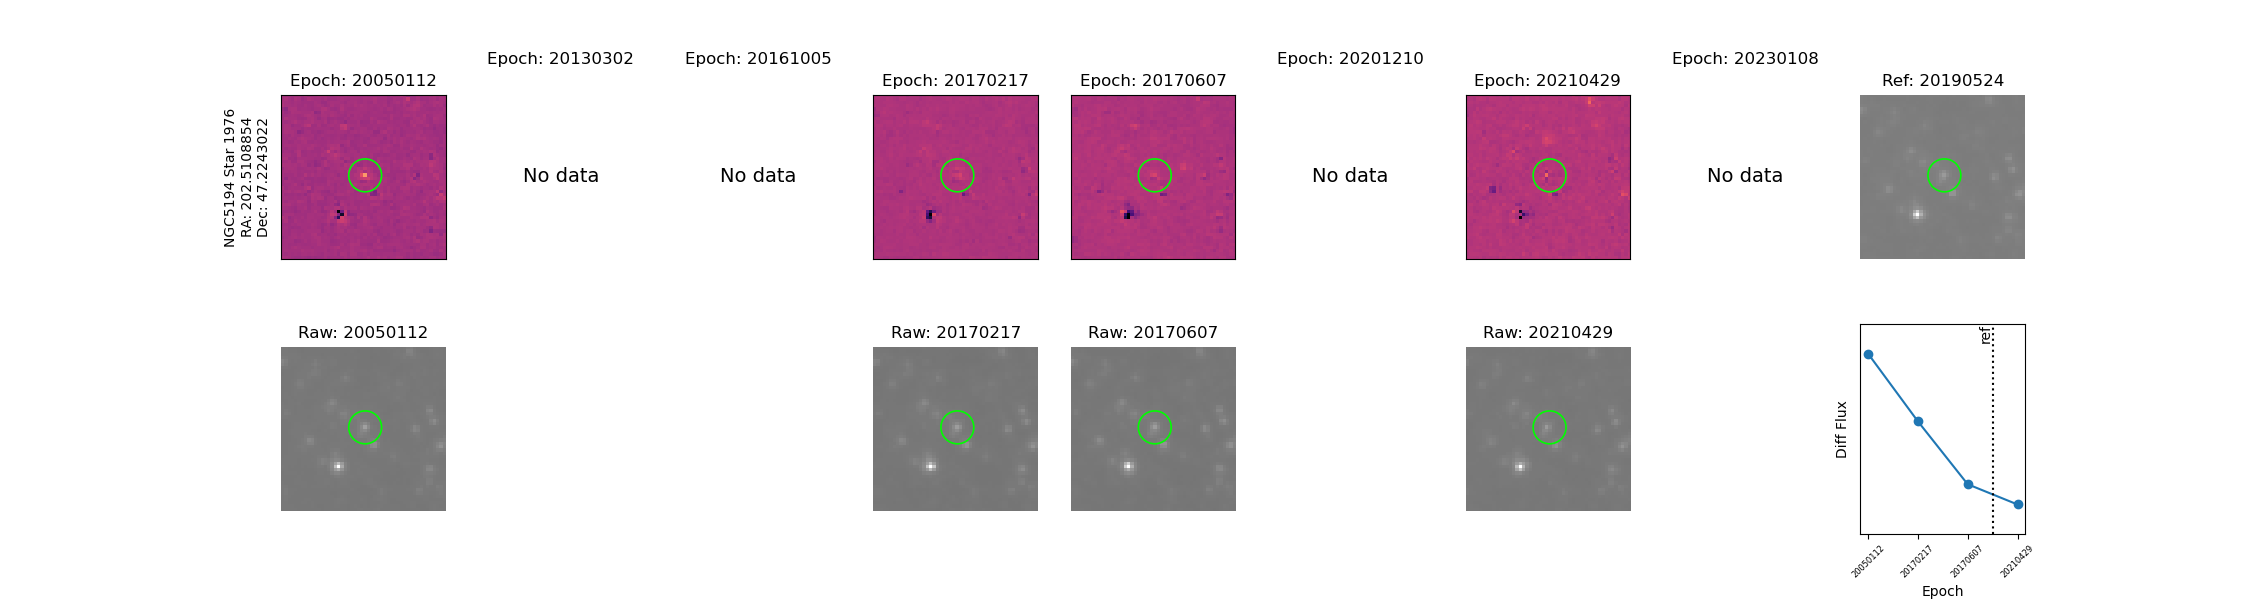 Epoch: 20050112
Epoch: 20130302
Epoch: 20161005
Epoch: 20170217
Epoch: 20170607
Epoch: 20201210
Epoch: 20210429
Epoch: 20230108
Ref: 20190524
NGC5194 Star 1976
RA: 202.5108854
Dec: 47.2243022
No data
No data
No data
No data
Raw: 20050112
Raw: 20170217
Raw: 20170607
Raw: 20210429
ref
Diff Flux
20050112
20170217
20170607
20210429
Epoch